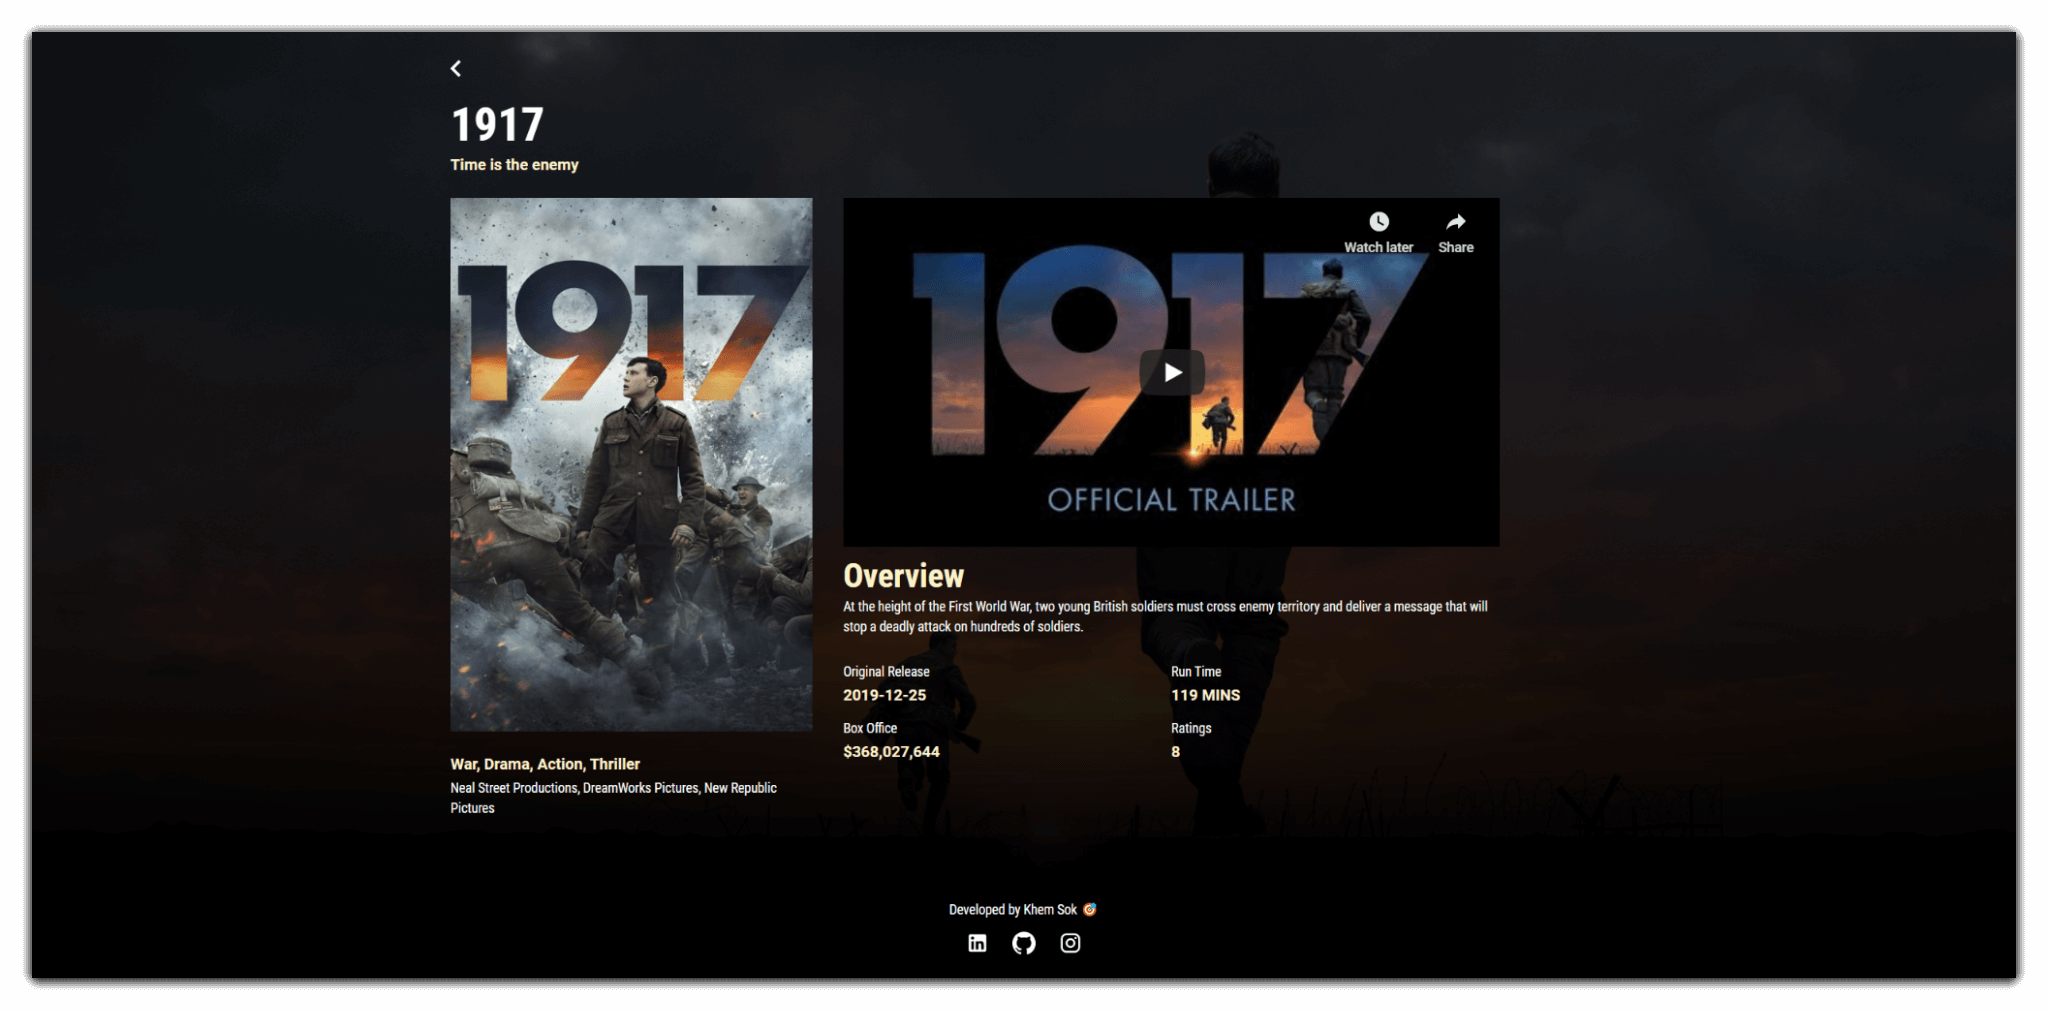 1917
Time is the enemy
1917
Watch later
Share
1917
OFFICIAL TRAILER
Overview
At the height of the First World War, two young British soldiers must cross enemy territory and deliver a message that will
stop a deadly attack on hundreds of soldiers.
Original Release
2019-12-25
Run Time
119 MINS
Box Office
$368,027,644
Ratings
8
War, Drama, Action, Thriller
Neal Street Productions, DreamWorks Pictures, New Republic
Pictures
Developed by Khem Sok
in